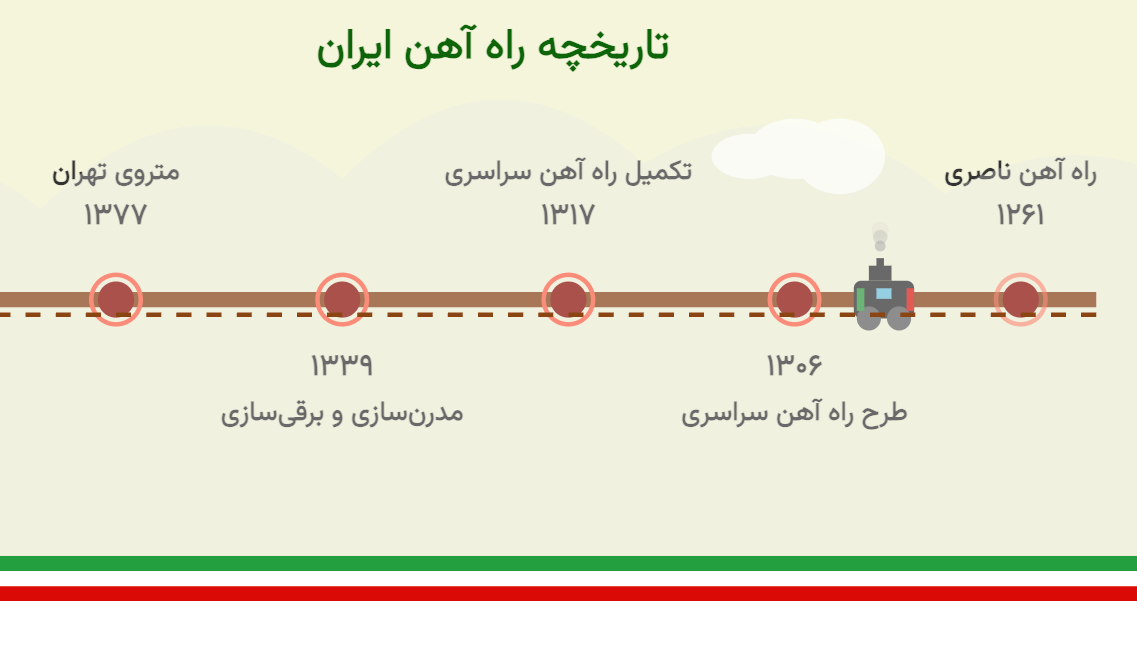 تاریخچه راه آهن ایران
راه آهن ناصری
۱۲۶۱
۱۳۰۶
طرح راه آهن سراسری
تکمیل راه آهن سراسری
۱۳۱۷
۱۳۳۹
مدرن‌سازی و برقی‌سازی
متروی تهران
۱۳۷۷